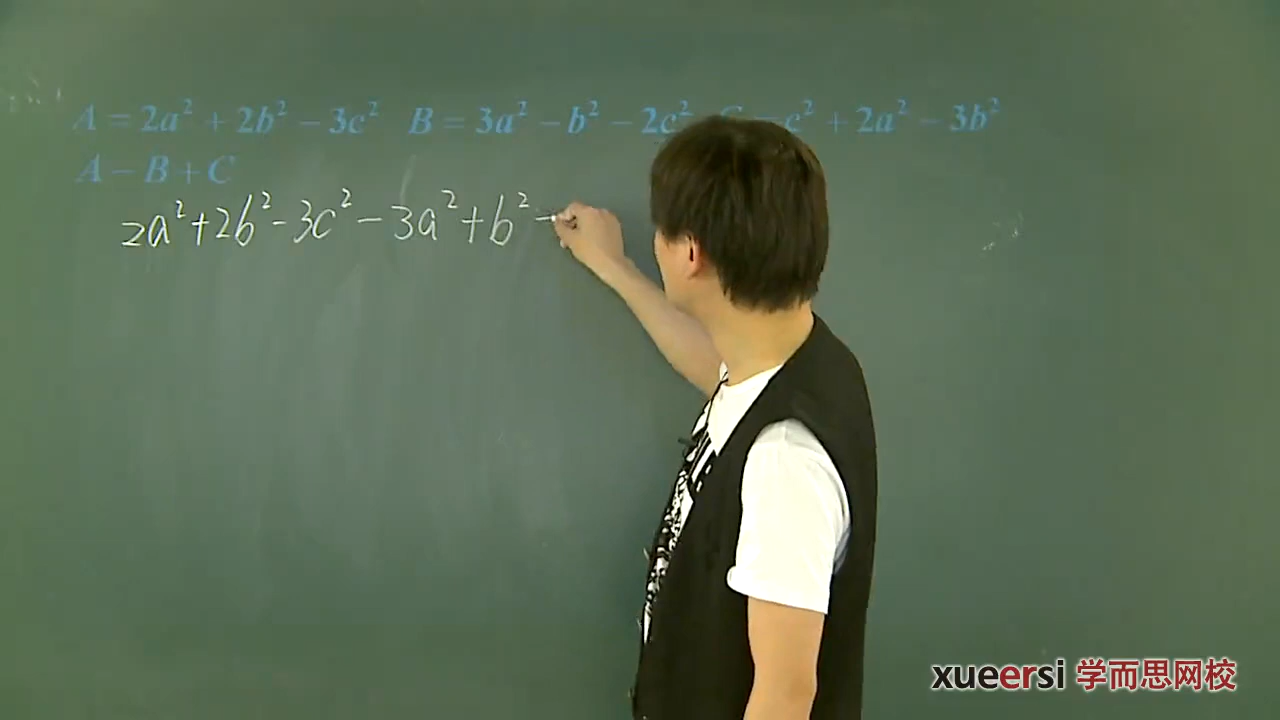 A = 2a² + 2b² − 3c² B = 3a² − b² − 2c² c² + 2a² − 3b²
A − B + C
2a² + 2b² - 3c² - 3a² + b²
xueersi 学而思网校